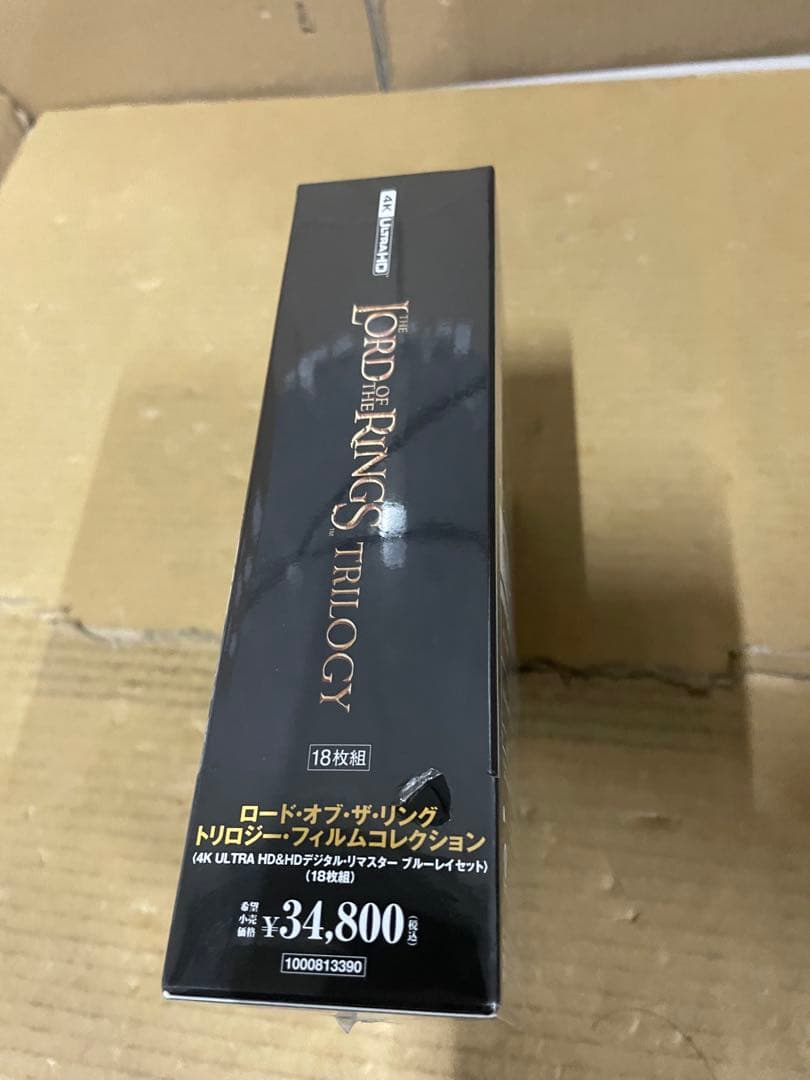 4K ULTRAHD
THE LORD OF THE RINGS TRILOGY
18枚組
ロード・オブ・ザ・リング
トリロジー・フィルムコレクション
(4K ULTRA HD&HDデジタル・リマスター ブルーレイセット)
(18枚組)
希望小売価格 ¥34,800(税込)
1000813390